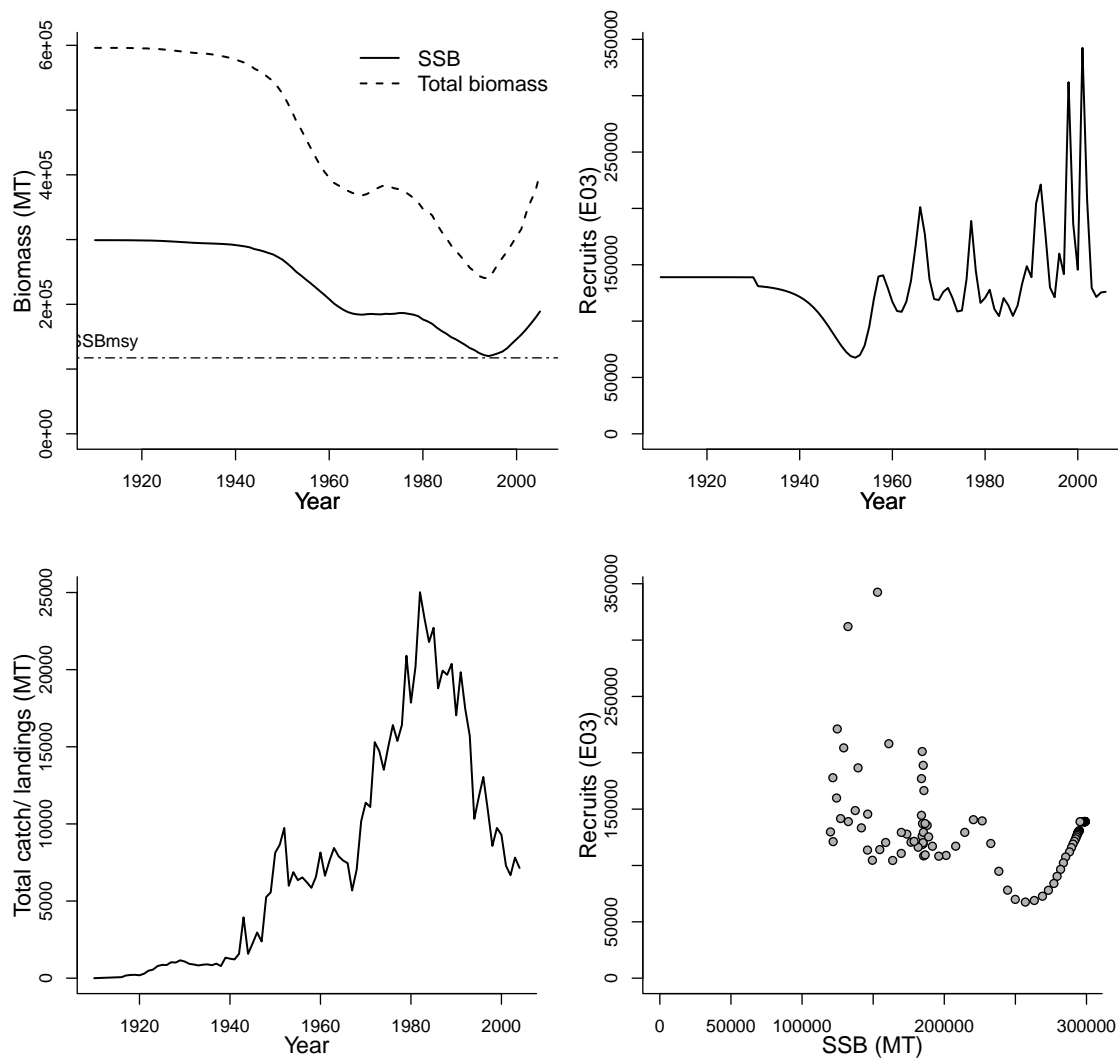 SSB
Total biomass
Biomass (MT)
0e+00 2e+05 4e+05 6e+05
SSBmsy
1920 1940 1960 1980 2000
Year
Recruits (E03)
0 50000 150000 250000 350000
1920 1940 1960 1980 2000
Year
Total catch/ landings (MT)
0 5000 10000 15000 20000 25000
1920 1940 1960 1980 2000
Year
Recruits (E03)
0 50000 150000 250000 350000
0 50000 100000 200000 300000
SSB (MT)